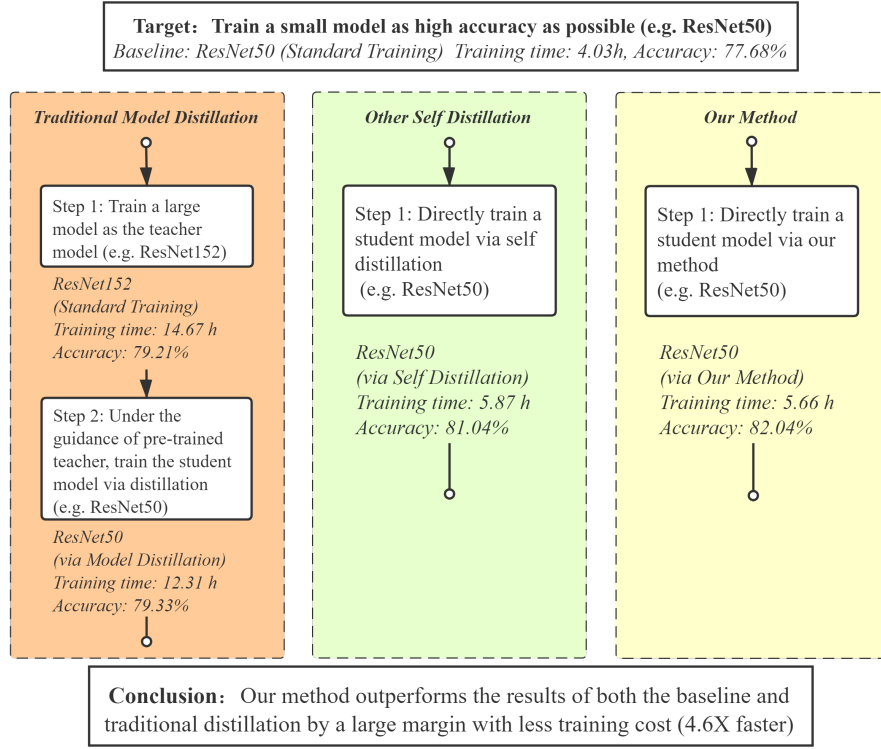 Target：Train a small model as high accuracy as possible (e.g. ResNet50)
Baseline: ResNet50 (Standard Training) Training time: 4.03h, Accuracy: 77.68%
Traditional Model Distillation
Step 1: Train a large
model as the teacher
model (e.g. ResNet152)
ResNet152
(Standard Training)
Training time: 14.67 h
Accuracy: 79.21%
Step 2: Under the
guidance of pre-trained
teacher, train the student
model via distillation
(e.g. ResNet50)
ResNet50
(via Model Distillation)
Training time: 12.31 h
Accuracy: 79.33%
Other Self Distillation
Step 1: Directly train a
student model via self
distillation
(e.g. ResNet50)
ResNet50
(via Self Distillation)
Training time: 5.87 h
Accuracy: 81.04%
Our Method
Step 1: Directly train a
student model via our
method
(e.g. ResNet50)
ResNet50
(via Our Method)
Training time: 5.66 h
Accuracy: 82.04%
Conclusion：Our method outperforms the results of both the baseline and
traditional distillation by a large margin with less training cost (4.6X faster)